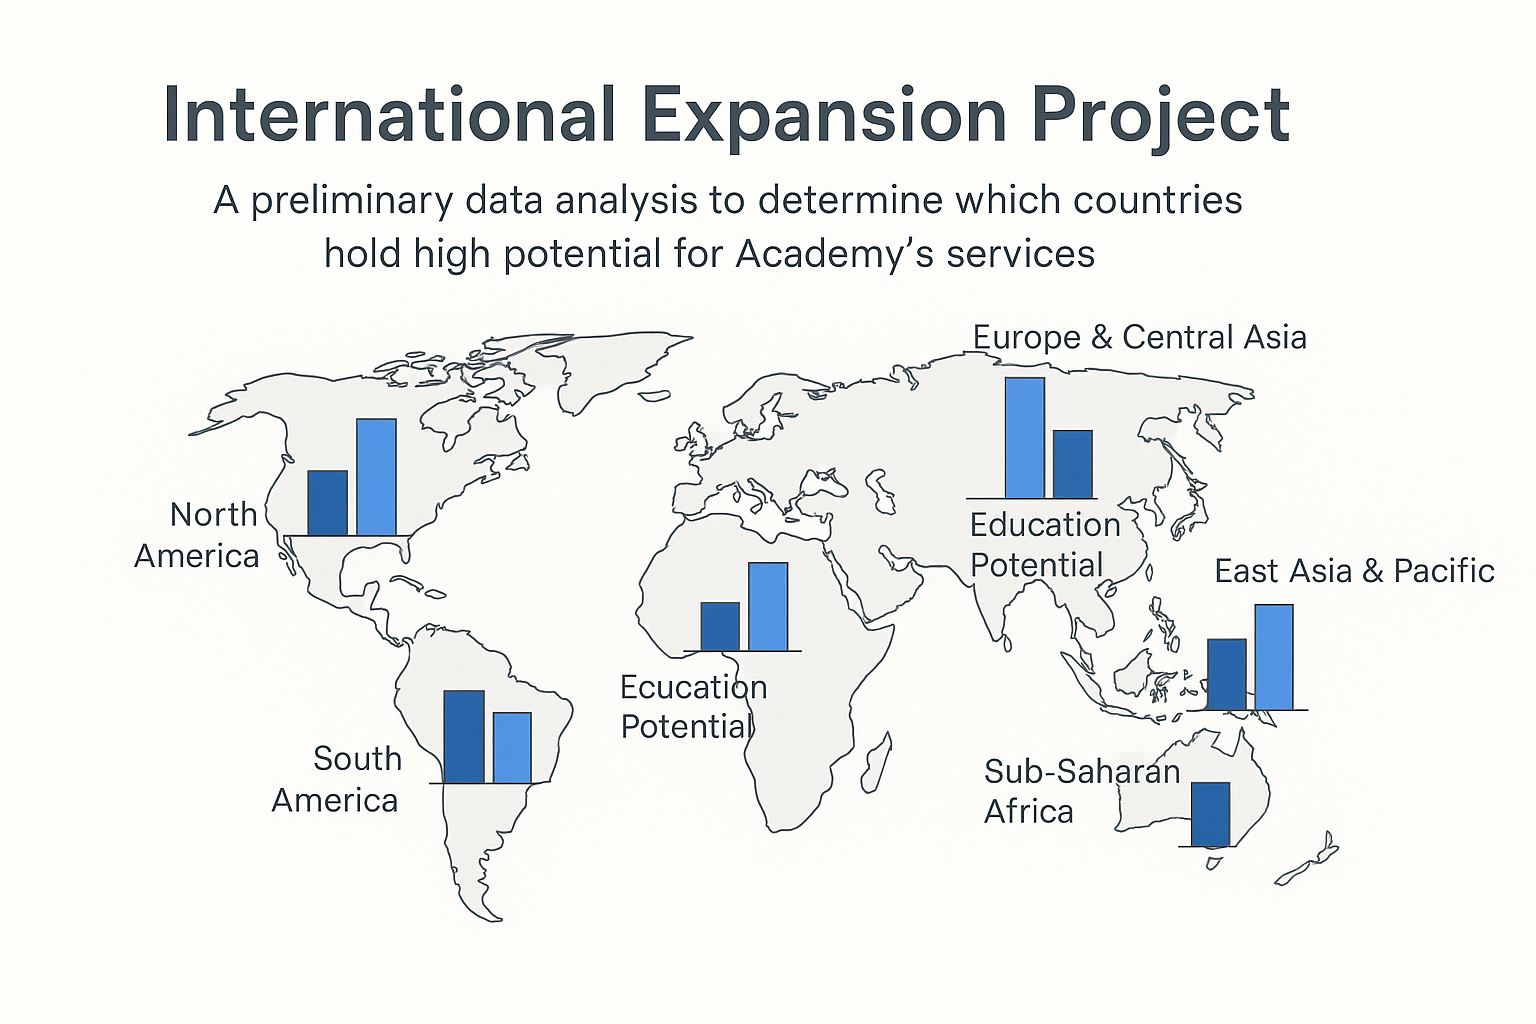 International Expansion Project
A preliminary data analysis to determine which countries
hold high potential for Academy’s services
Europe & Central Asia
North
America
Education
Potential
East Asia & Pacific
Ecucation
Potential
South
America
Sub-Saharan
Africa